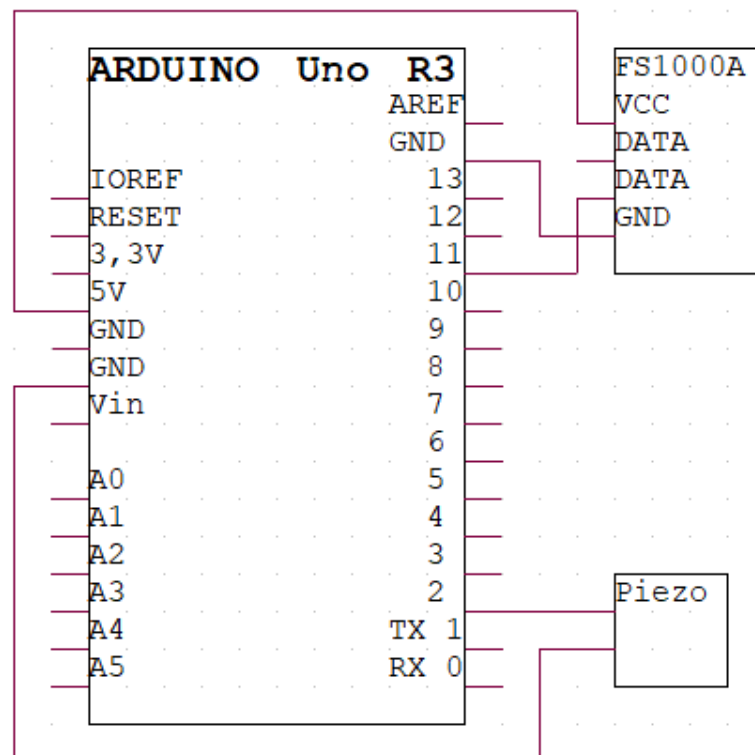 ARDUINO Uno R3
AREF
GND
IOREF
13
RESET
12
3,3V
11
5V
10
GND
9
GND
8
Vin
7
6
A0
5
A1
4
A2
3
A3
2
A4
TX 1
A5
RX 0
FS1000A
VCC
DATA
DATA
GND
Piezo